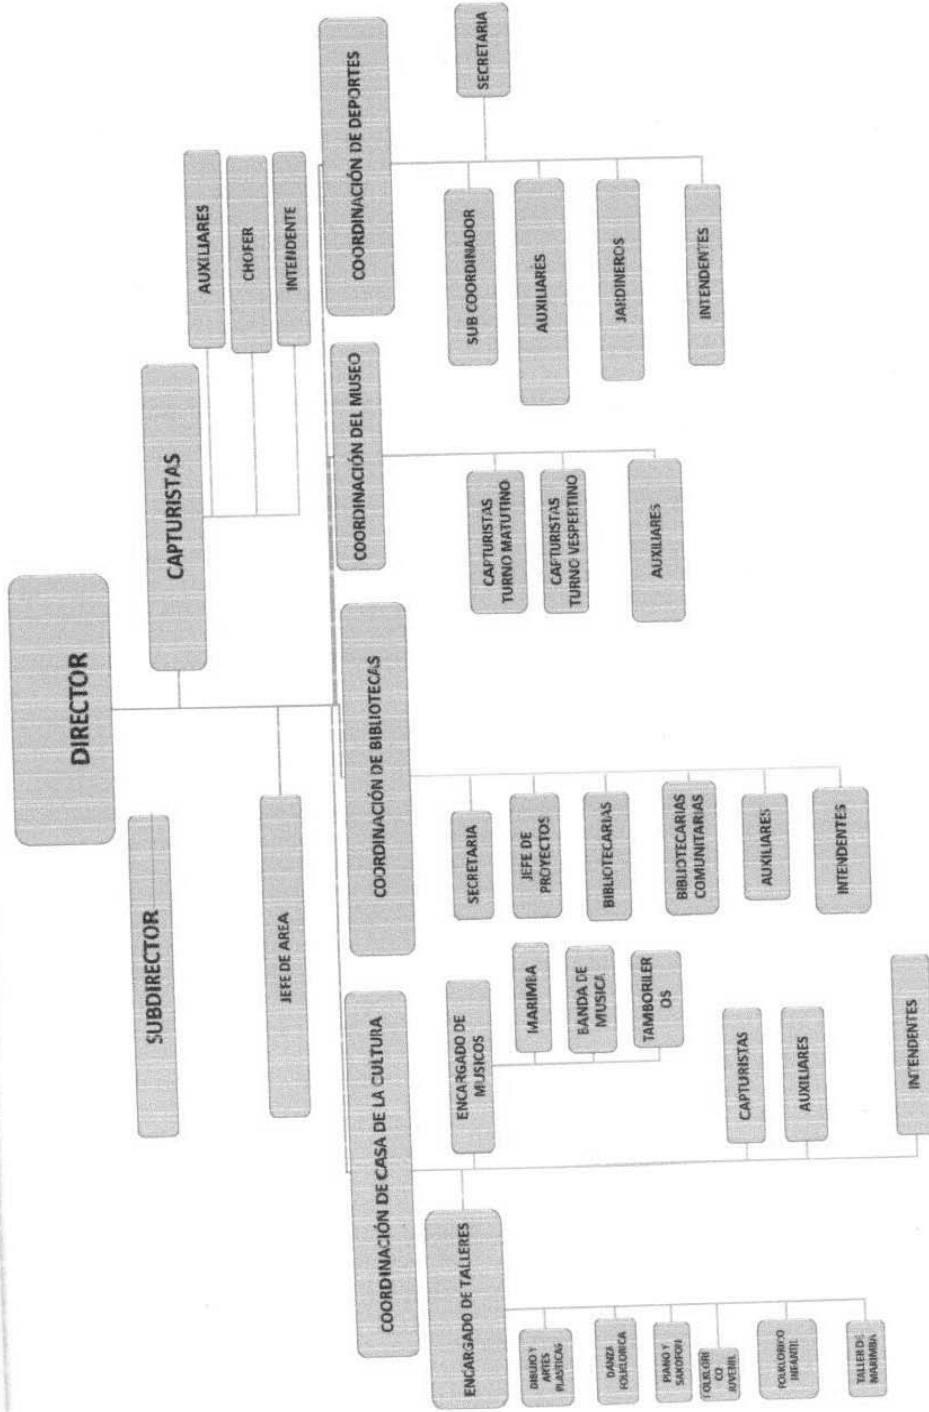 DIRECTOR
SUBDIRECTOR
CAPTURISTAS
AUXILIARES
CHOFER
INTENDENTE
JEFE DE AREA
COORDINACIÓN DE CASA DE LA CULTURA
COORDINACIÓN DE BIBLIOTECAS
COORDINACIÓN DEL MUSEO
COORDINACIÓN DE DEPORTES
ENCARGADO DE TALLERES
DIBUJO Y
ARTES
PLASTICAS
DANZA
FOLKLORICA
PIANO Y
SAXOFON
FOLKLORI
CO
JUVENIL
FOLKLORICO
INFANTIL
TALLER DE
MARIMBA
ENCARGADO DE
MUSICOS
MARIMBA
BANDA DE
MUSICA
TAMBORILER
OS
CAPTURISTAS
AUXILIARES
INTENDENTES
SECRETARIA
JEFE DE
PROYECTOS
BIBLIOTECARIAS
BIBLIOTECARIAS
COMUNITARIAS
AUXILIARES
INTENDENTES
CAPTURISTAS
TURNO MATUTINO
CAPTURISTAS
TURNO VESPERTINO
AUXILIARES
SECRETARIA
SUB COORDINADOR
AUXILIARES
JARDINEROS
INTENDENTES